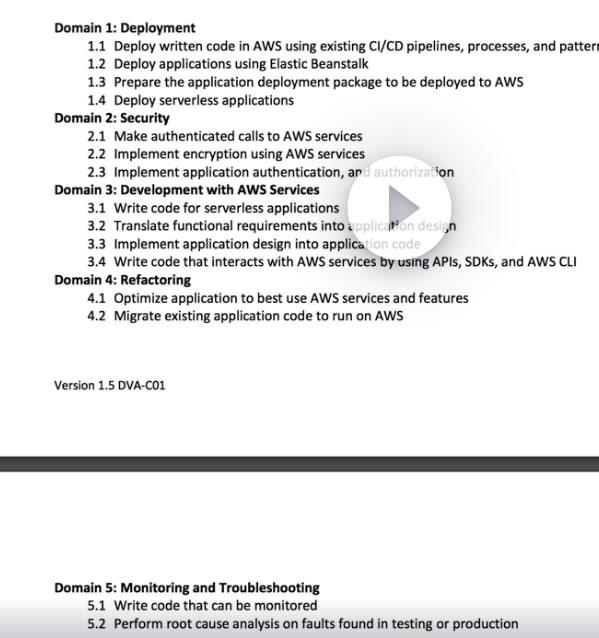 Domain 1: Deployment
1.1 Deploy written code in AWS using existing CI/CD pipelines, processes, and patter
1.2 Deploy applications using Elastic Beanstalk
1.3 Prepare the application deployment package to be deployed to AWS
1.4 Deploy serverless applications
Domain 2: Security
2.1 Make authenticated calls to AWS services
2.2 Implement encryption using AWS services
2.3 Implement application authentication, and authorization
Domain 3: Development with AWS Services
3.1 Write code for serverless applications
3.2 Translate functional requirements into application design
3.3 Implement application design into application code
3.4 Write code that interacts with AWS services by using APIs, SDKs, and AWS CLI
Domain 4: Refactoring
4.1 Optimize application to best use AWS services and features
4.2 Migrate existing application code to run on AWS
Version 1.5 DVA-C01
Domain 5: Monitoring and Troubleshooting
5.1 Write code that can be monitored
5.2 Perform root cause analysis on faults found in testing or production